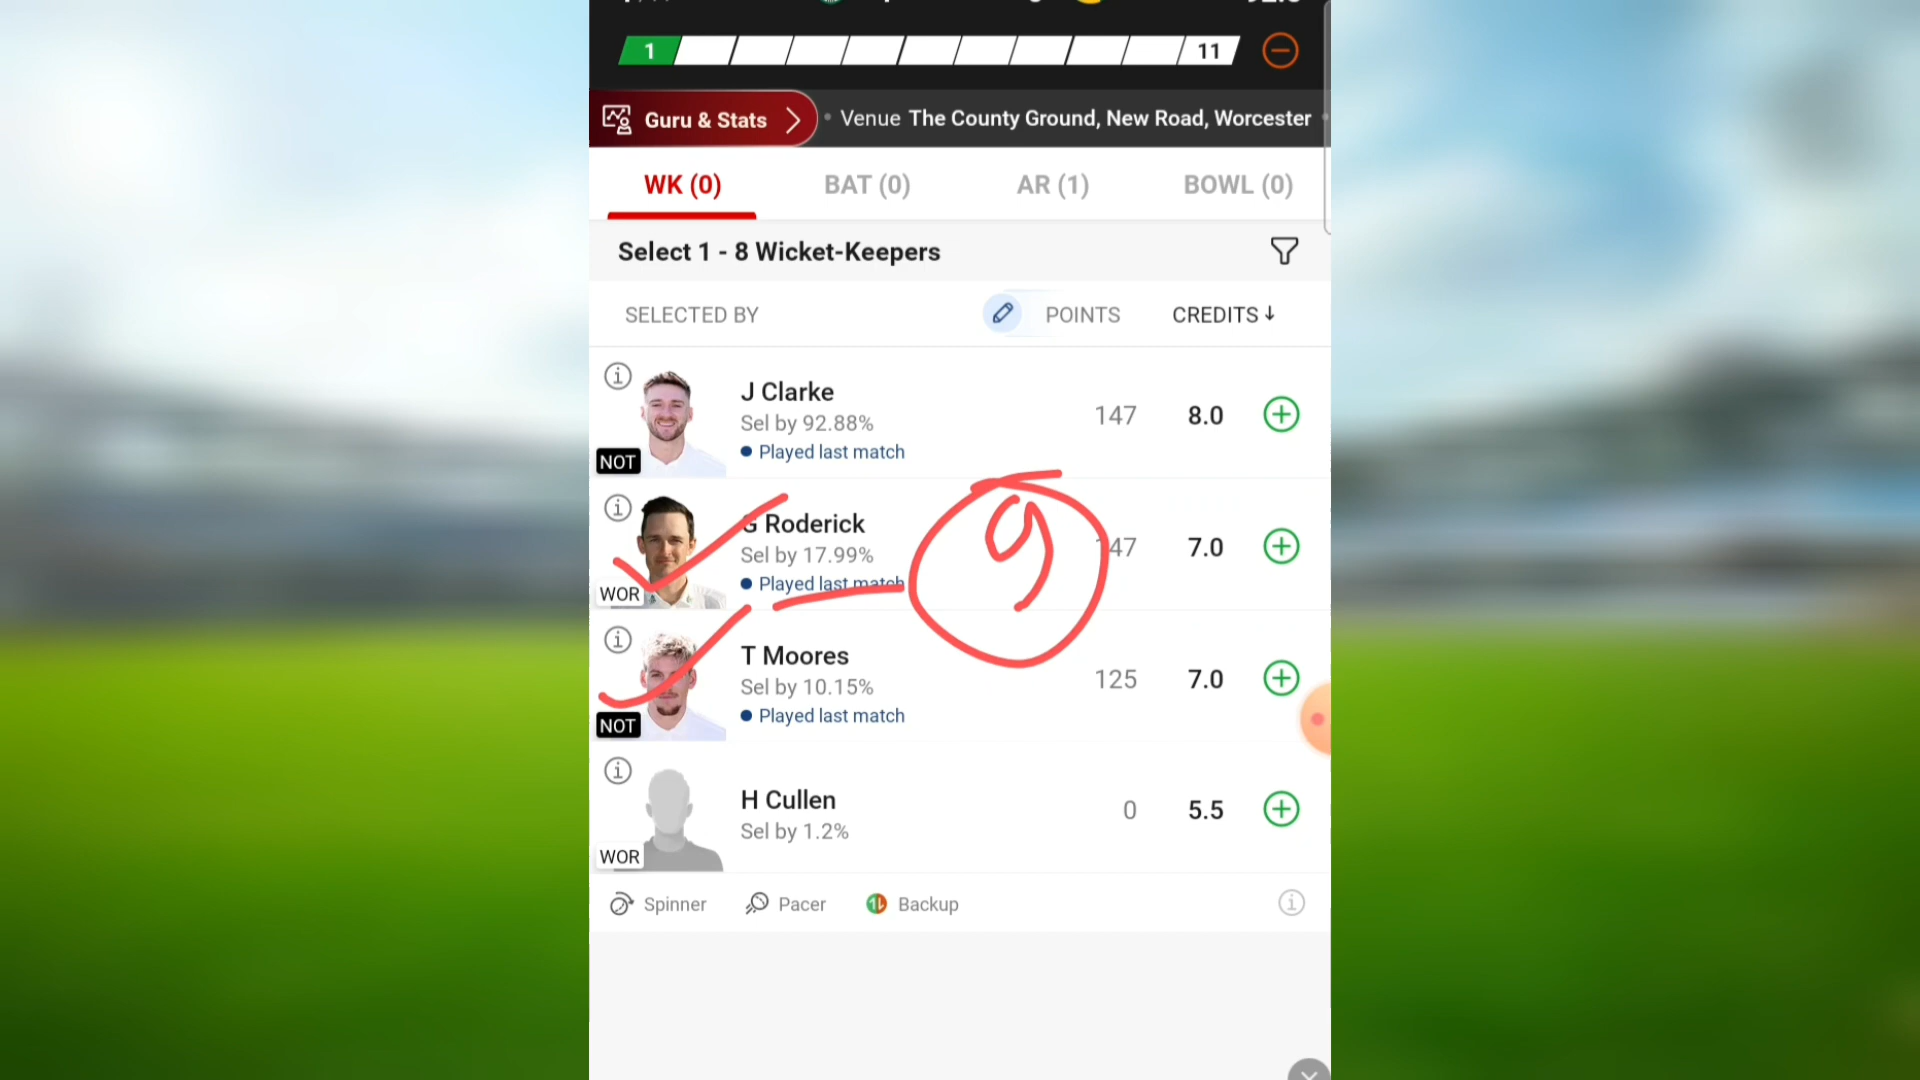 1 11
Guru & Stats • Venue The County Ground, New Road, Worcester
WK (0) BAT (0) AR (1) BOWL (0)
Select 1 - 8 Wicket-Keepers
SELECTED BY POINTS CREDITS ↓
J Clarke
Sel by 92.88% 147 8.0
Played last match
NOT
G Roderick
Sel by 17.99% 147 7.0
Played last match
WOR
9
T Moores
Sel by 10.15% 125 7.0
Played last match
NOT
H Cullen
Sel by 1.2% 0 5.5
WOR
Spinner Pacer Backup